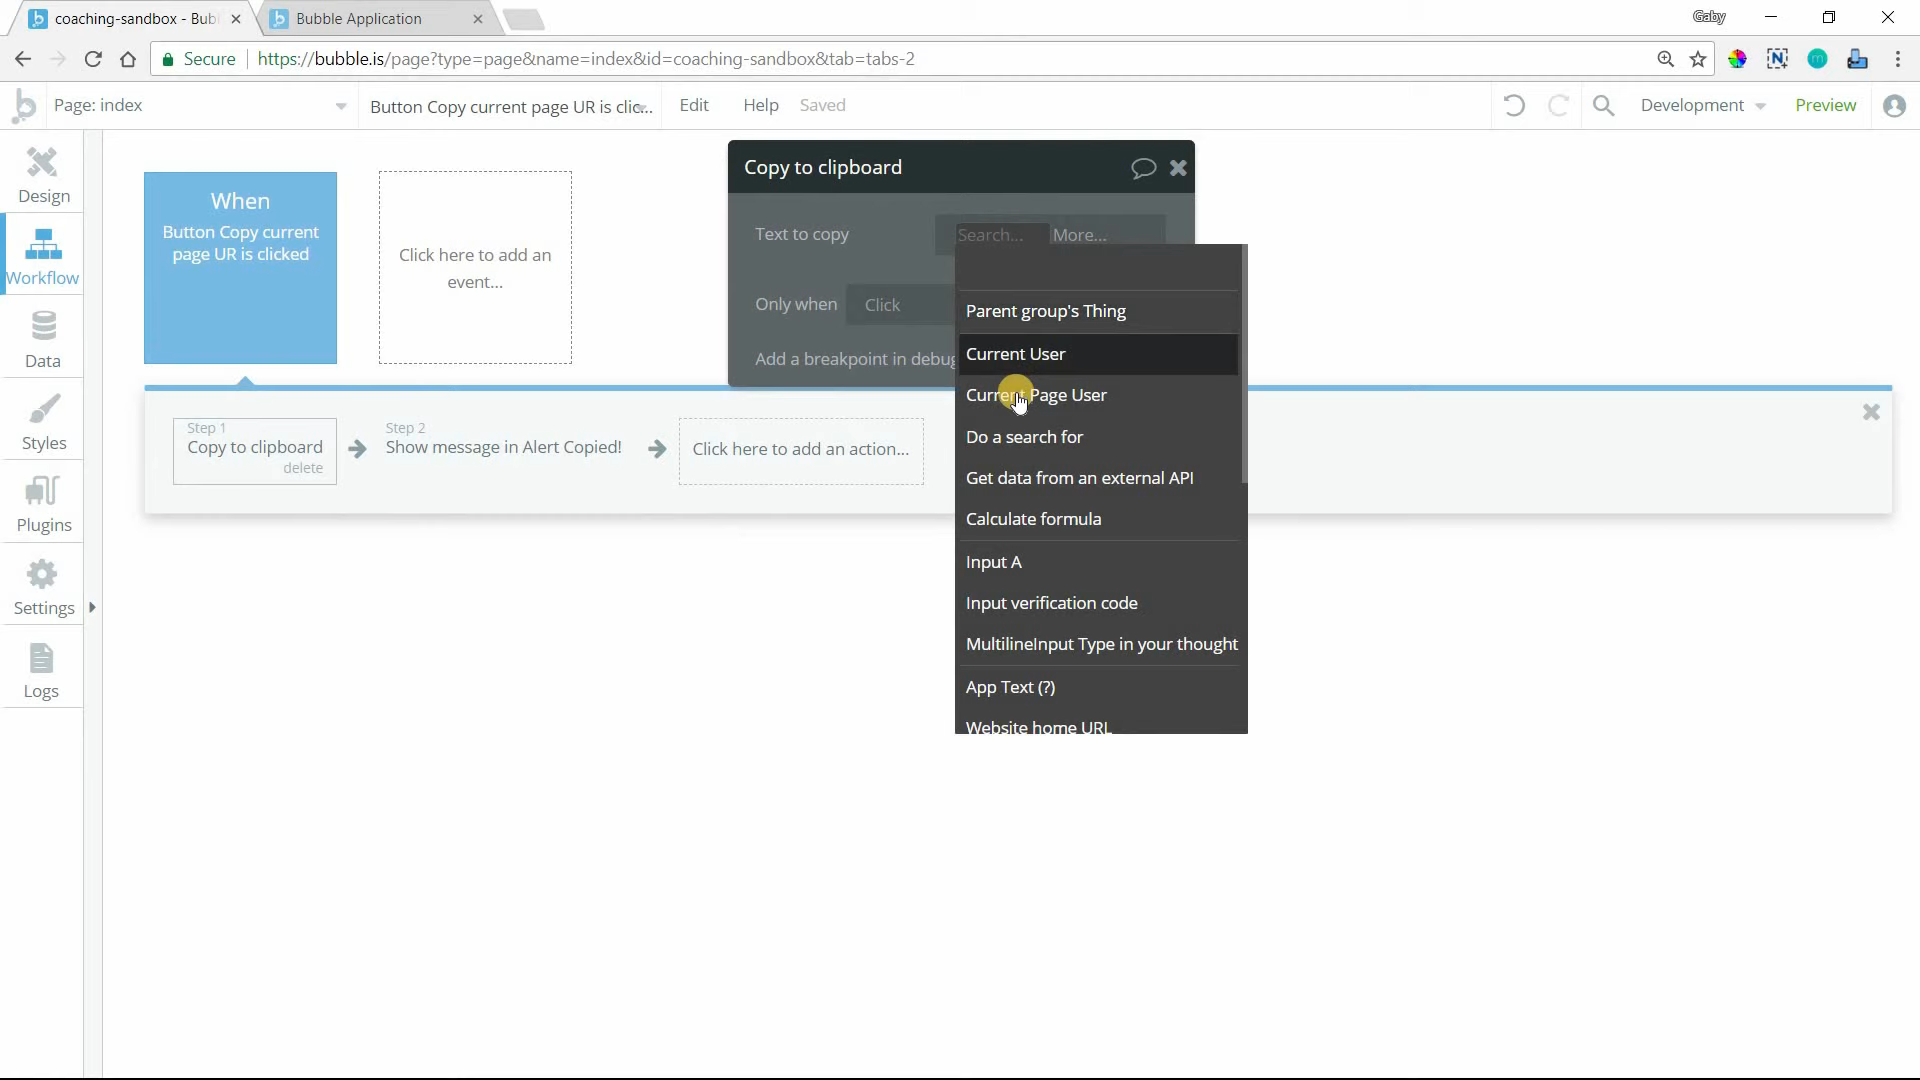 coaching-sandbox - Bub
Bubble Application
Gaby
Secure
https://bubble.is/page?type=page&name=index&id=coaching-sandbox&tab=tabs-2
Page: index
Button Copy current page UR is clic...
Edit
Help
Saved
Development
Preview
Design
Workflow
Data
Styles
Plugins
Settings
Logs
When
Button Copy current
page UR is clicked
Click here to add an
event...
Copy to clipboard
Text to copy
Search...
More...
Only when
Click
Add a breakpoint in debug
Parent group's Thing
Current User
Current Page User
Do a search for
Get data from an external API
Calculate formula
Input A
Input verification code
MultilineInput Type in your thought
App Text (?)
Website home URL
Step 1
Copy to clipboard
delete
Step 2
Show message in Alert Copied!
Click here to add an action...